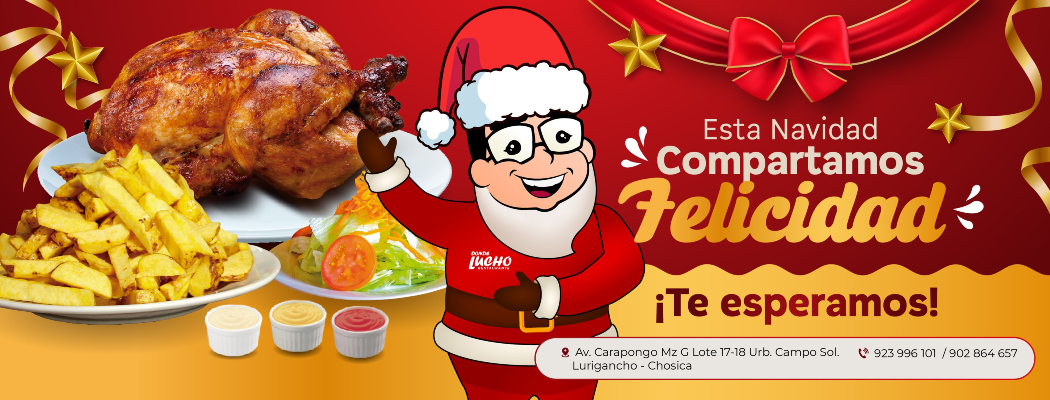 Esta Navidad
Compartamos
Felicidad
DONDE
LUCHO
RESTAURANTE
¡Te esperamos!
Av. Carapongo Mz G Lote 17-18 Urb. Campo Sol.
Lurigancho - Chosica
923 996 101 / 902 864 657